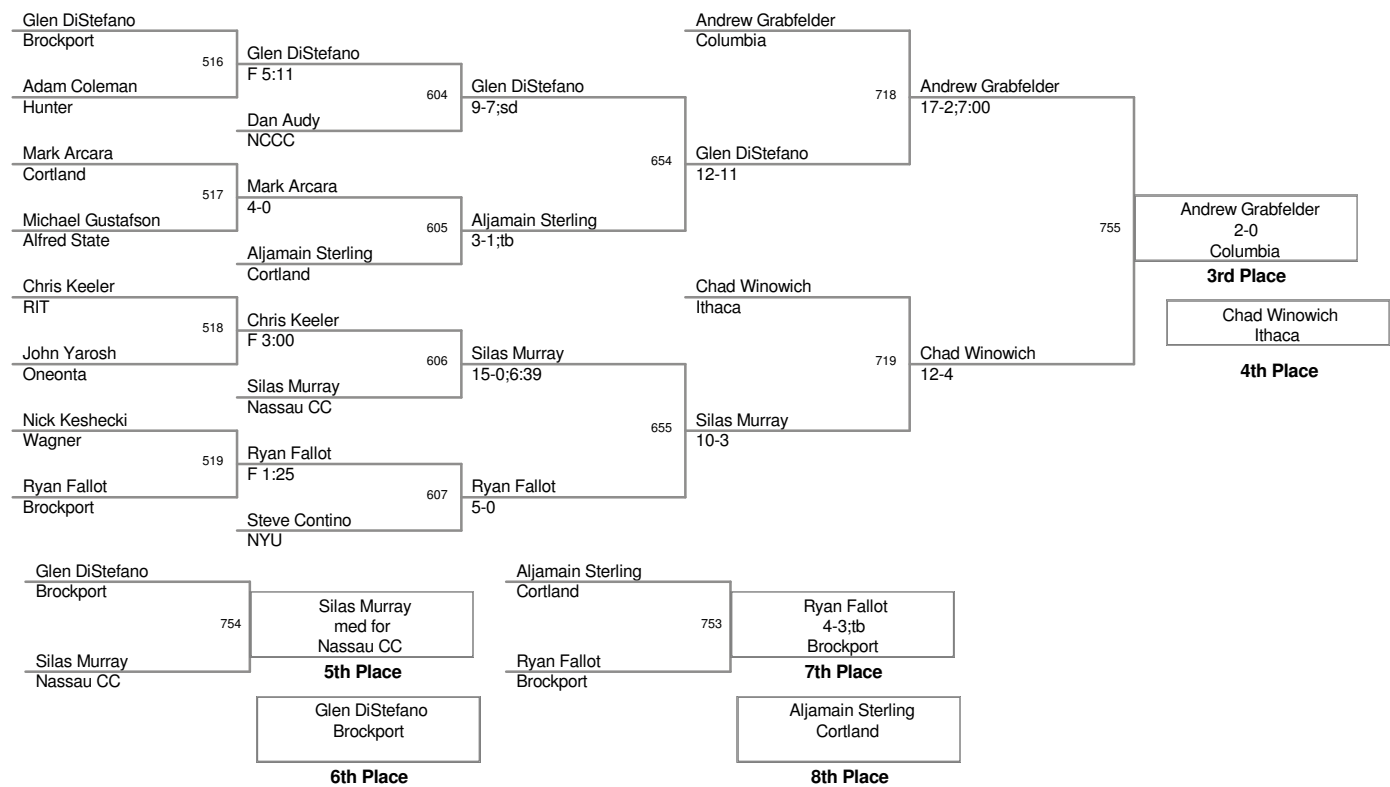 Glen DiStefano
Brockport
516
Adam Coleman
Hunter
Mark Arcara
Cortland
517
Michael Gustafson
Alfred State
Chris Keeler
RIT
518
John Yarosh
Oneonta
Nick Keshecki
Wagner
519
Ryan Fallot
Brockport
Glen DiStefano
F 5:11
604
Dan Audy
NCCC
Mark Arcara
4-0
605
Aljamain Sterling
Cortland
Chris Keeler
F 3:00
606
Silas Murray
Nassau CC
Ryan Fallot
F 1:25
607
Steve Contino
NYU
Glen DiStefano
9-7;sd
654
Aljamain Sterling
3-1;tb
Silas Murray
15-0;6:39
655
Ryan Fallot
5-0
Andrew Grabfelder
Columbia
718
Glen DiStefano
12-11
Chad Winowich
Ithaca
719
Silas Murray
10-3
Andrew Grabfelder
17-2;7:00
755
Chad Winowich
12-4
Andrew Grabfelder
2-0
Columbia
3rd Place
Chad Winowich
Ithaca
4th Place
Glen DiStefano
Brockport
754
Silas Murray
Nassau CC
Silas Murray
med for
Nassau CC
5th Place
Glen DiStefano
Brockport
6th Place
Aljamain Sterling
Cortland
753
Ryan Fallot
Brockport
Ryan Fallot
4-3;tb
Brockport
7th Place
Aljamain Sterling
Cortland
8th Place